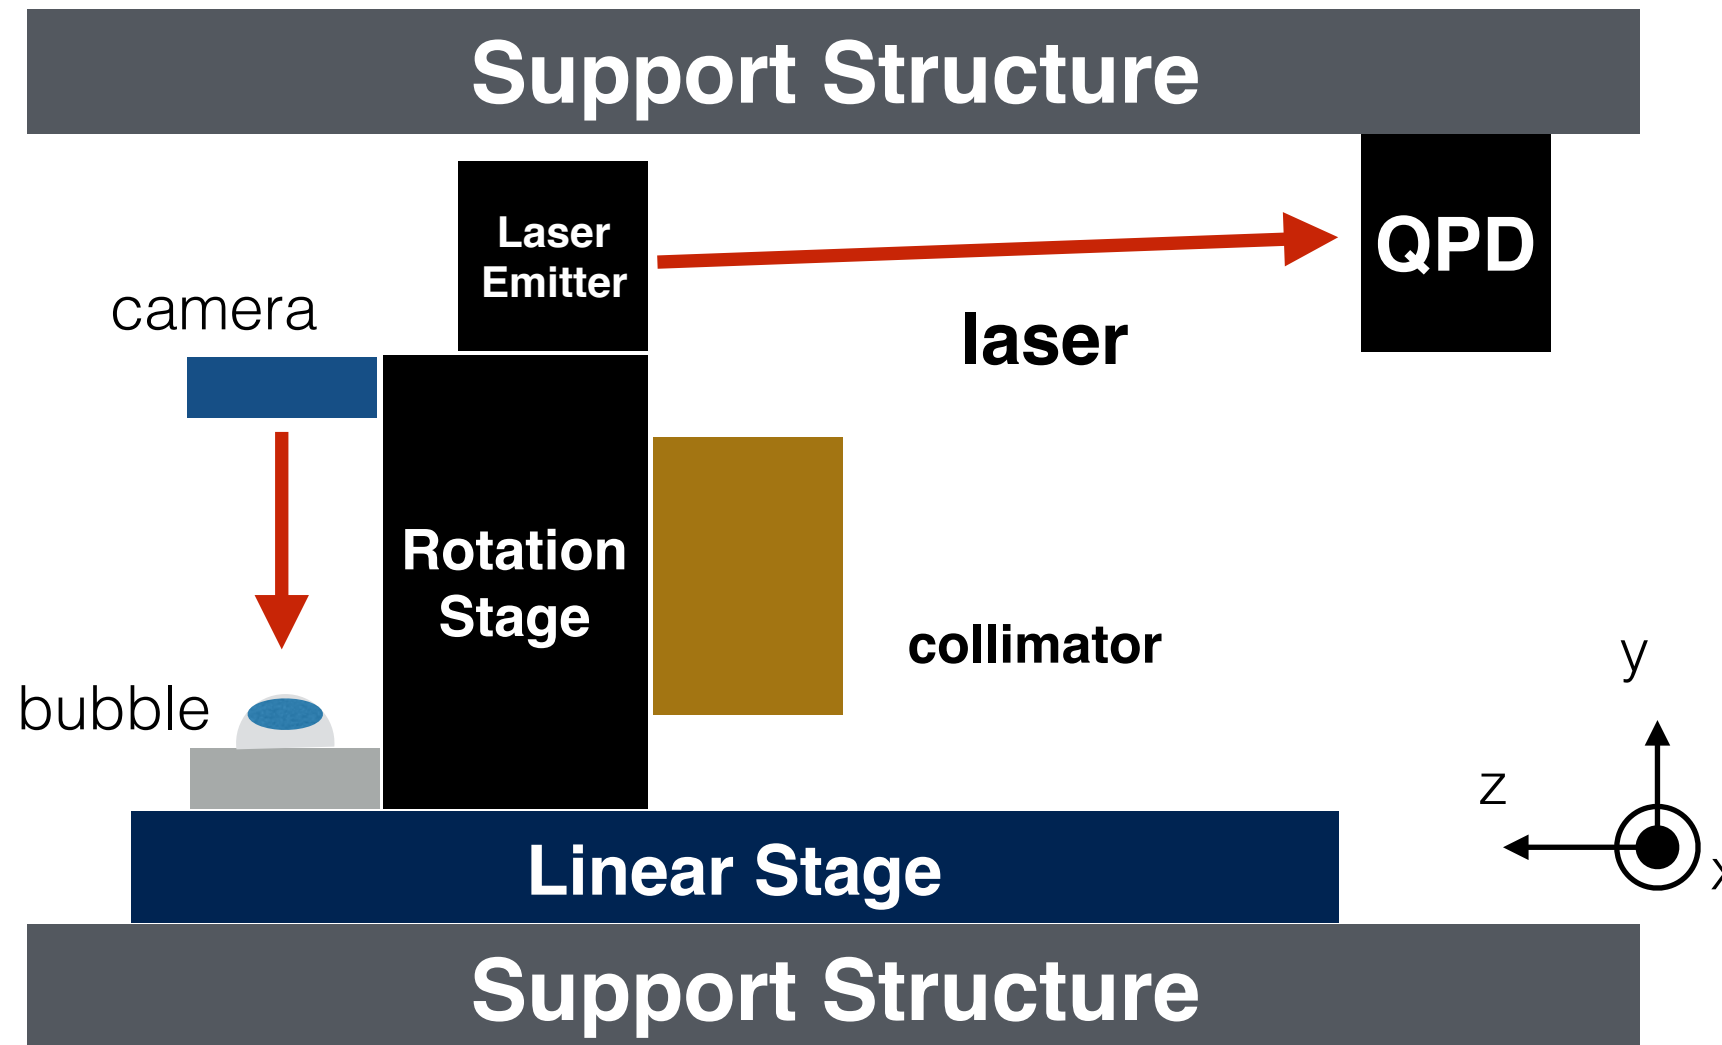 Support Structure
Laser
Emitter
QPD
camera
laser
Rotation
Stage
collimator
bubble
y
z
x
Linear Stage
Support Structure